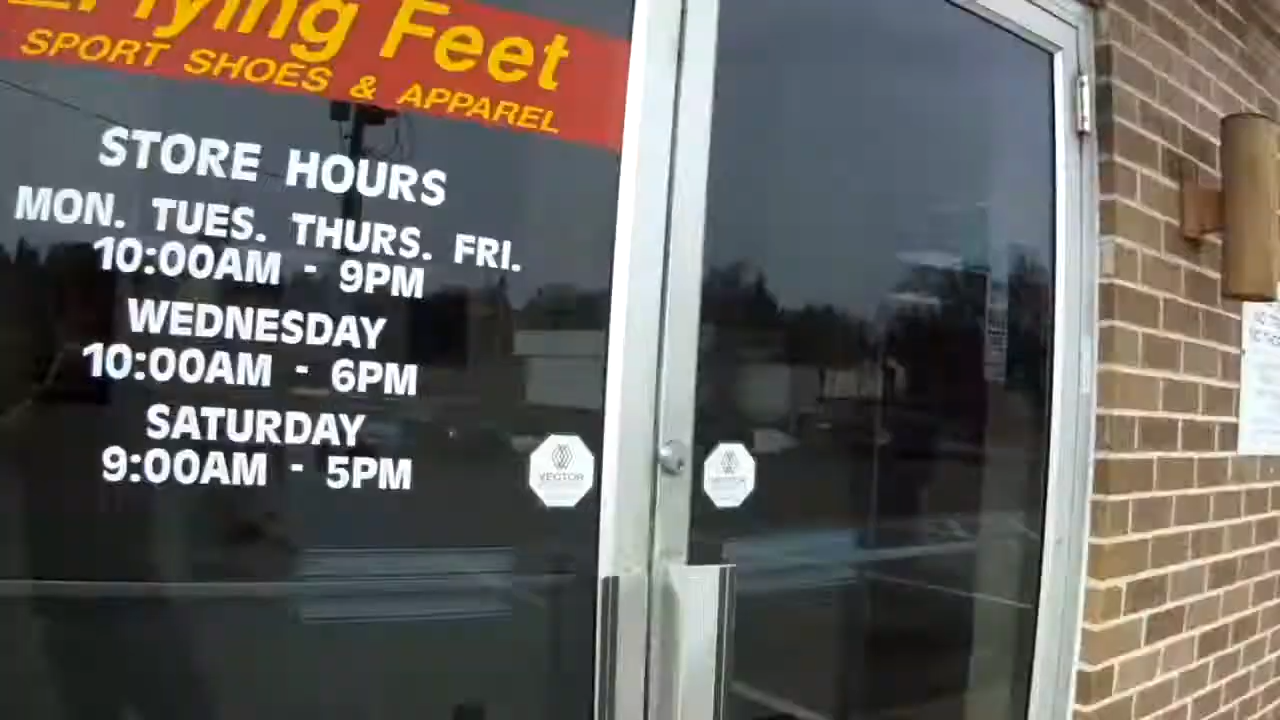 Flying Feet
SPORT SHOES & APPAREL
STORE HOURS
MON. TUES. THURS. FRI.
10:00AM - 9PM
WEDNESDAY
10:00AM - 6PM
SATURDAY
9:00AM - 5PM
VECTOR
VECTOR